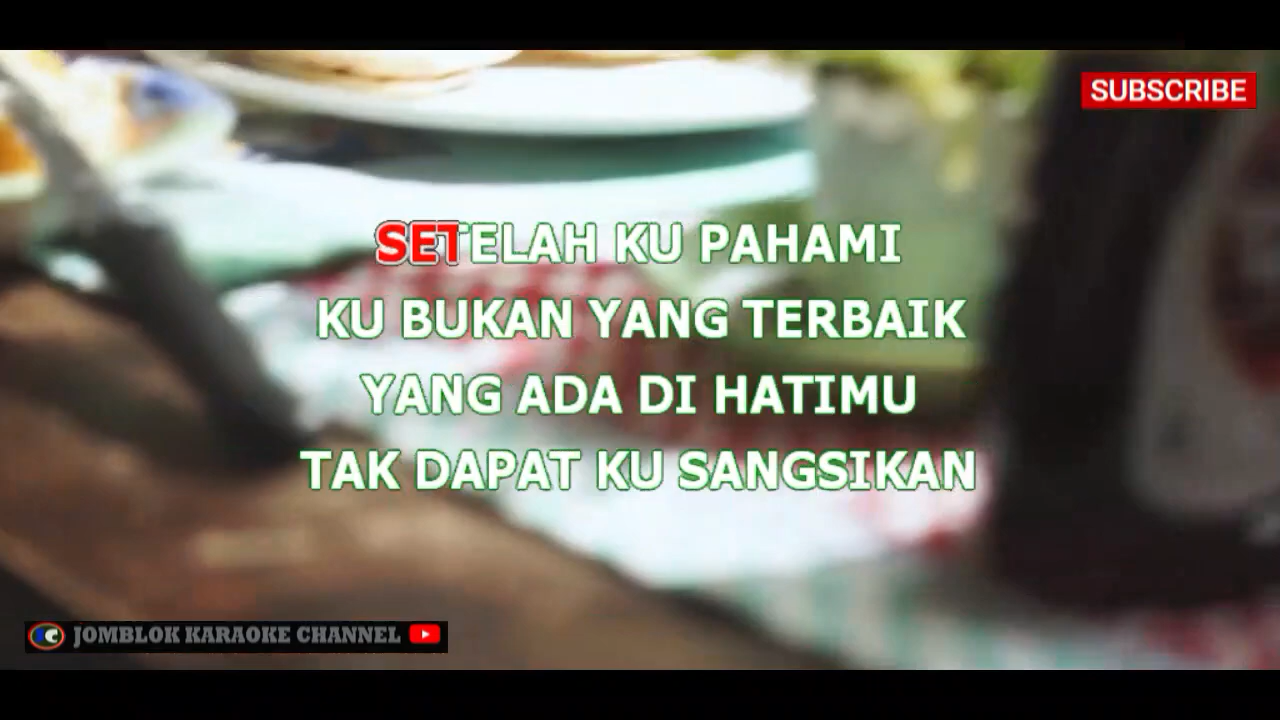 SUBSCRIBE
SETELAH KU PAHAMI
KU BUKAN YANG TERBAIK
YANG ADA DI HATIMU
TAK DAPAT KU SANGSIKAN
JOMBLOK KARAOKE CHANNEL